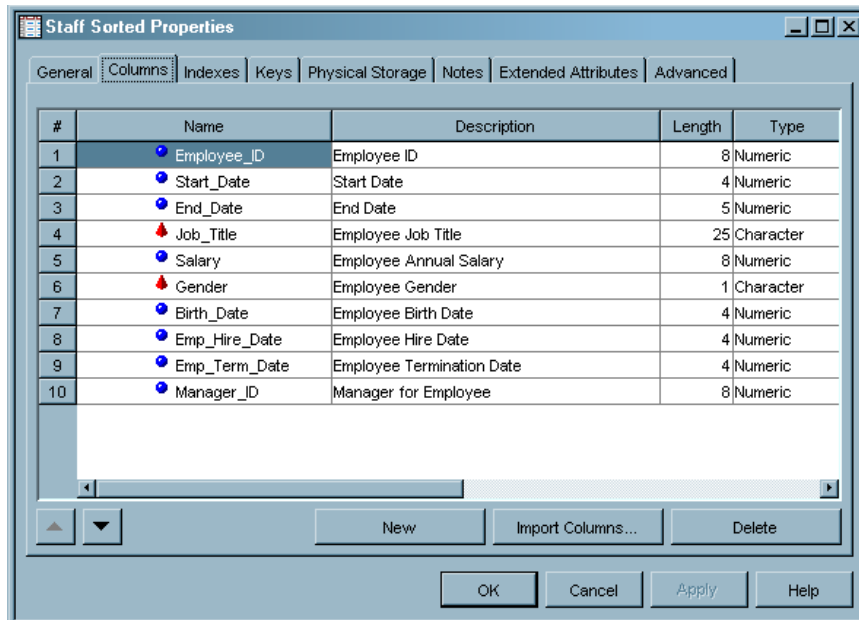 Staff Sorted Properties
General Columns Indexes Keys Physical Storage Notes Extended Attributes Advanced
# Name Description Length Type
1 Employee_ID Employee ID 8 Numeric
2 Start_Date Start Date 4 Numeric
3 End_Date End Date 5 Numeric
4 Job_Title Employee Job Title 25 Character
5 Salary Employee Annual Salary 8 Numeric
6 Gender Employee Gender 1 Character
7 Birth_Date Employee Birth Date 4 Numeric
8 Emp_Hire_Date Employee Hire Date 4 Numeric
9 Emp_Term_Date Employee Termination Date 4 Numeric
10 Manager_ID Manager for Employee 8 Numeric
New Import Columns... Delete
OK Cancel Apply Help